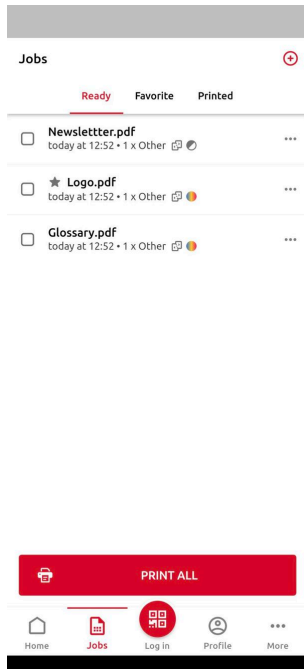 Jobs
Ready Favorite Printed
Newslettter.pdf
today at 12:52 • 1 x Other
★ Logo.pdf
today at 12:52 • 1 x Other
Glossary.pdf
today at 12:52 • 1 x Other
PRINT ALL
Home Jobs Log in Profile More